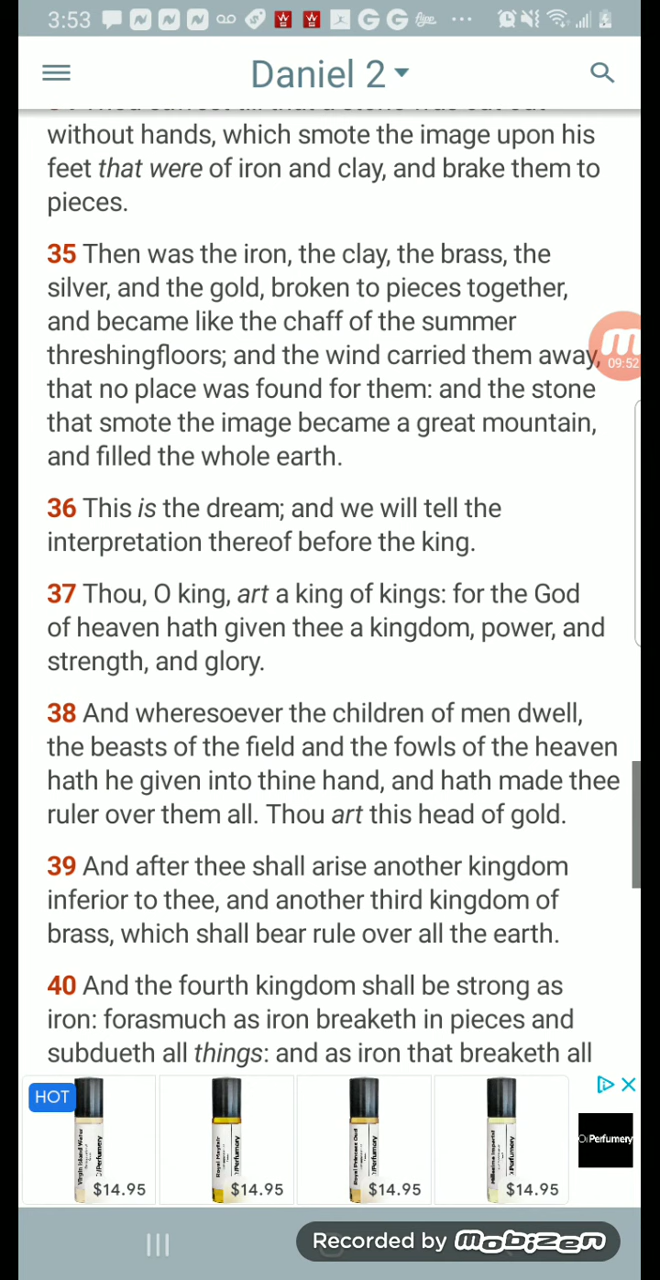 3:53
Daniel 2
without hands, which smote the image upon his
feet that were of iron and clay, and brake them to
pieces.
35 Then was the iron, the clay, the brass, the
silver, and the gold, broken to pieces together,
and became like the chaff of the summer
threshingfloors; and the wind carried them away,
09:52
that no place was found for them: and the stone
that smote the image became a great mountain,
and filled the whole earth.
36 This is the dream; and we will tell the
interpretation thereof before the king.
37 Thou, O king, art a king of kings: for the God
of heaven hath given thee a kingdom, power, and
strength, and glory.
38 And wheresoever the children of men dwell,
the beasts of the field and the fowls of the heaven
hath he given into thine hand, and hath made thee
ruler over them all. Thou art this head of gold.
39 And after thee shall arise another kingdom
inferior to thee, and another third kingdom of
brass, which shall bear rule over all the earth.
40 And the fourth kingdom shall be strong as
iron: forasmuch as iron breaketh in pieces and
subdueth all things: and as iron that breaketh all
HOT
Perfumery
$14.95
Perfumery
$14.95
Perfumery
$14.95
Perfumery
$14.95
Perfumery
Recorded by mobizen